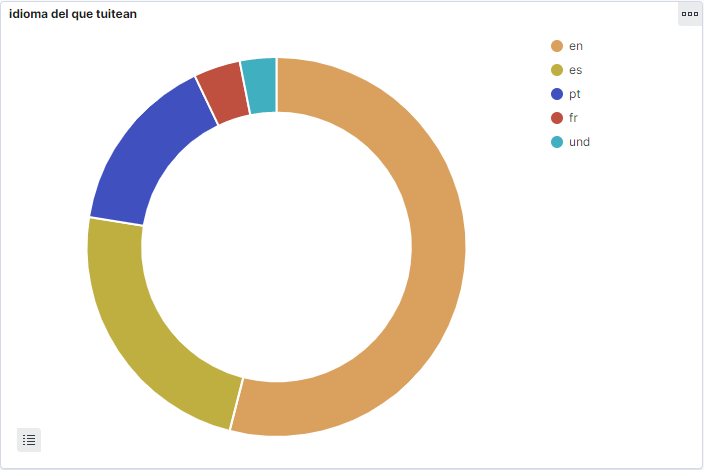 idioma del que tuitean
en
es
pt
fr
und